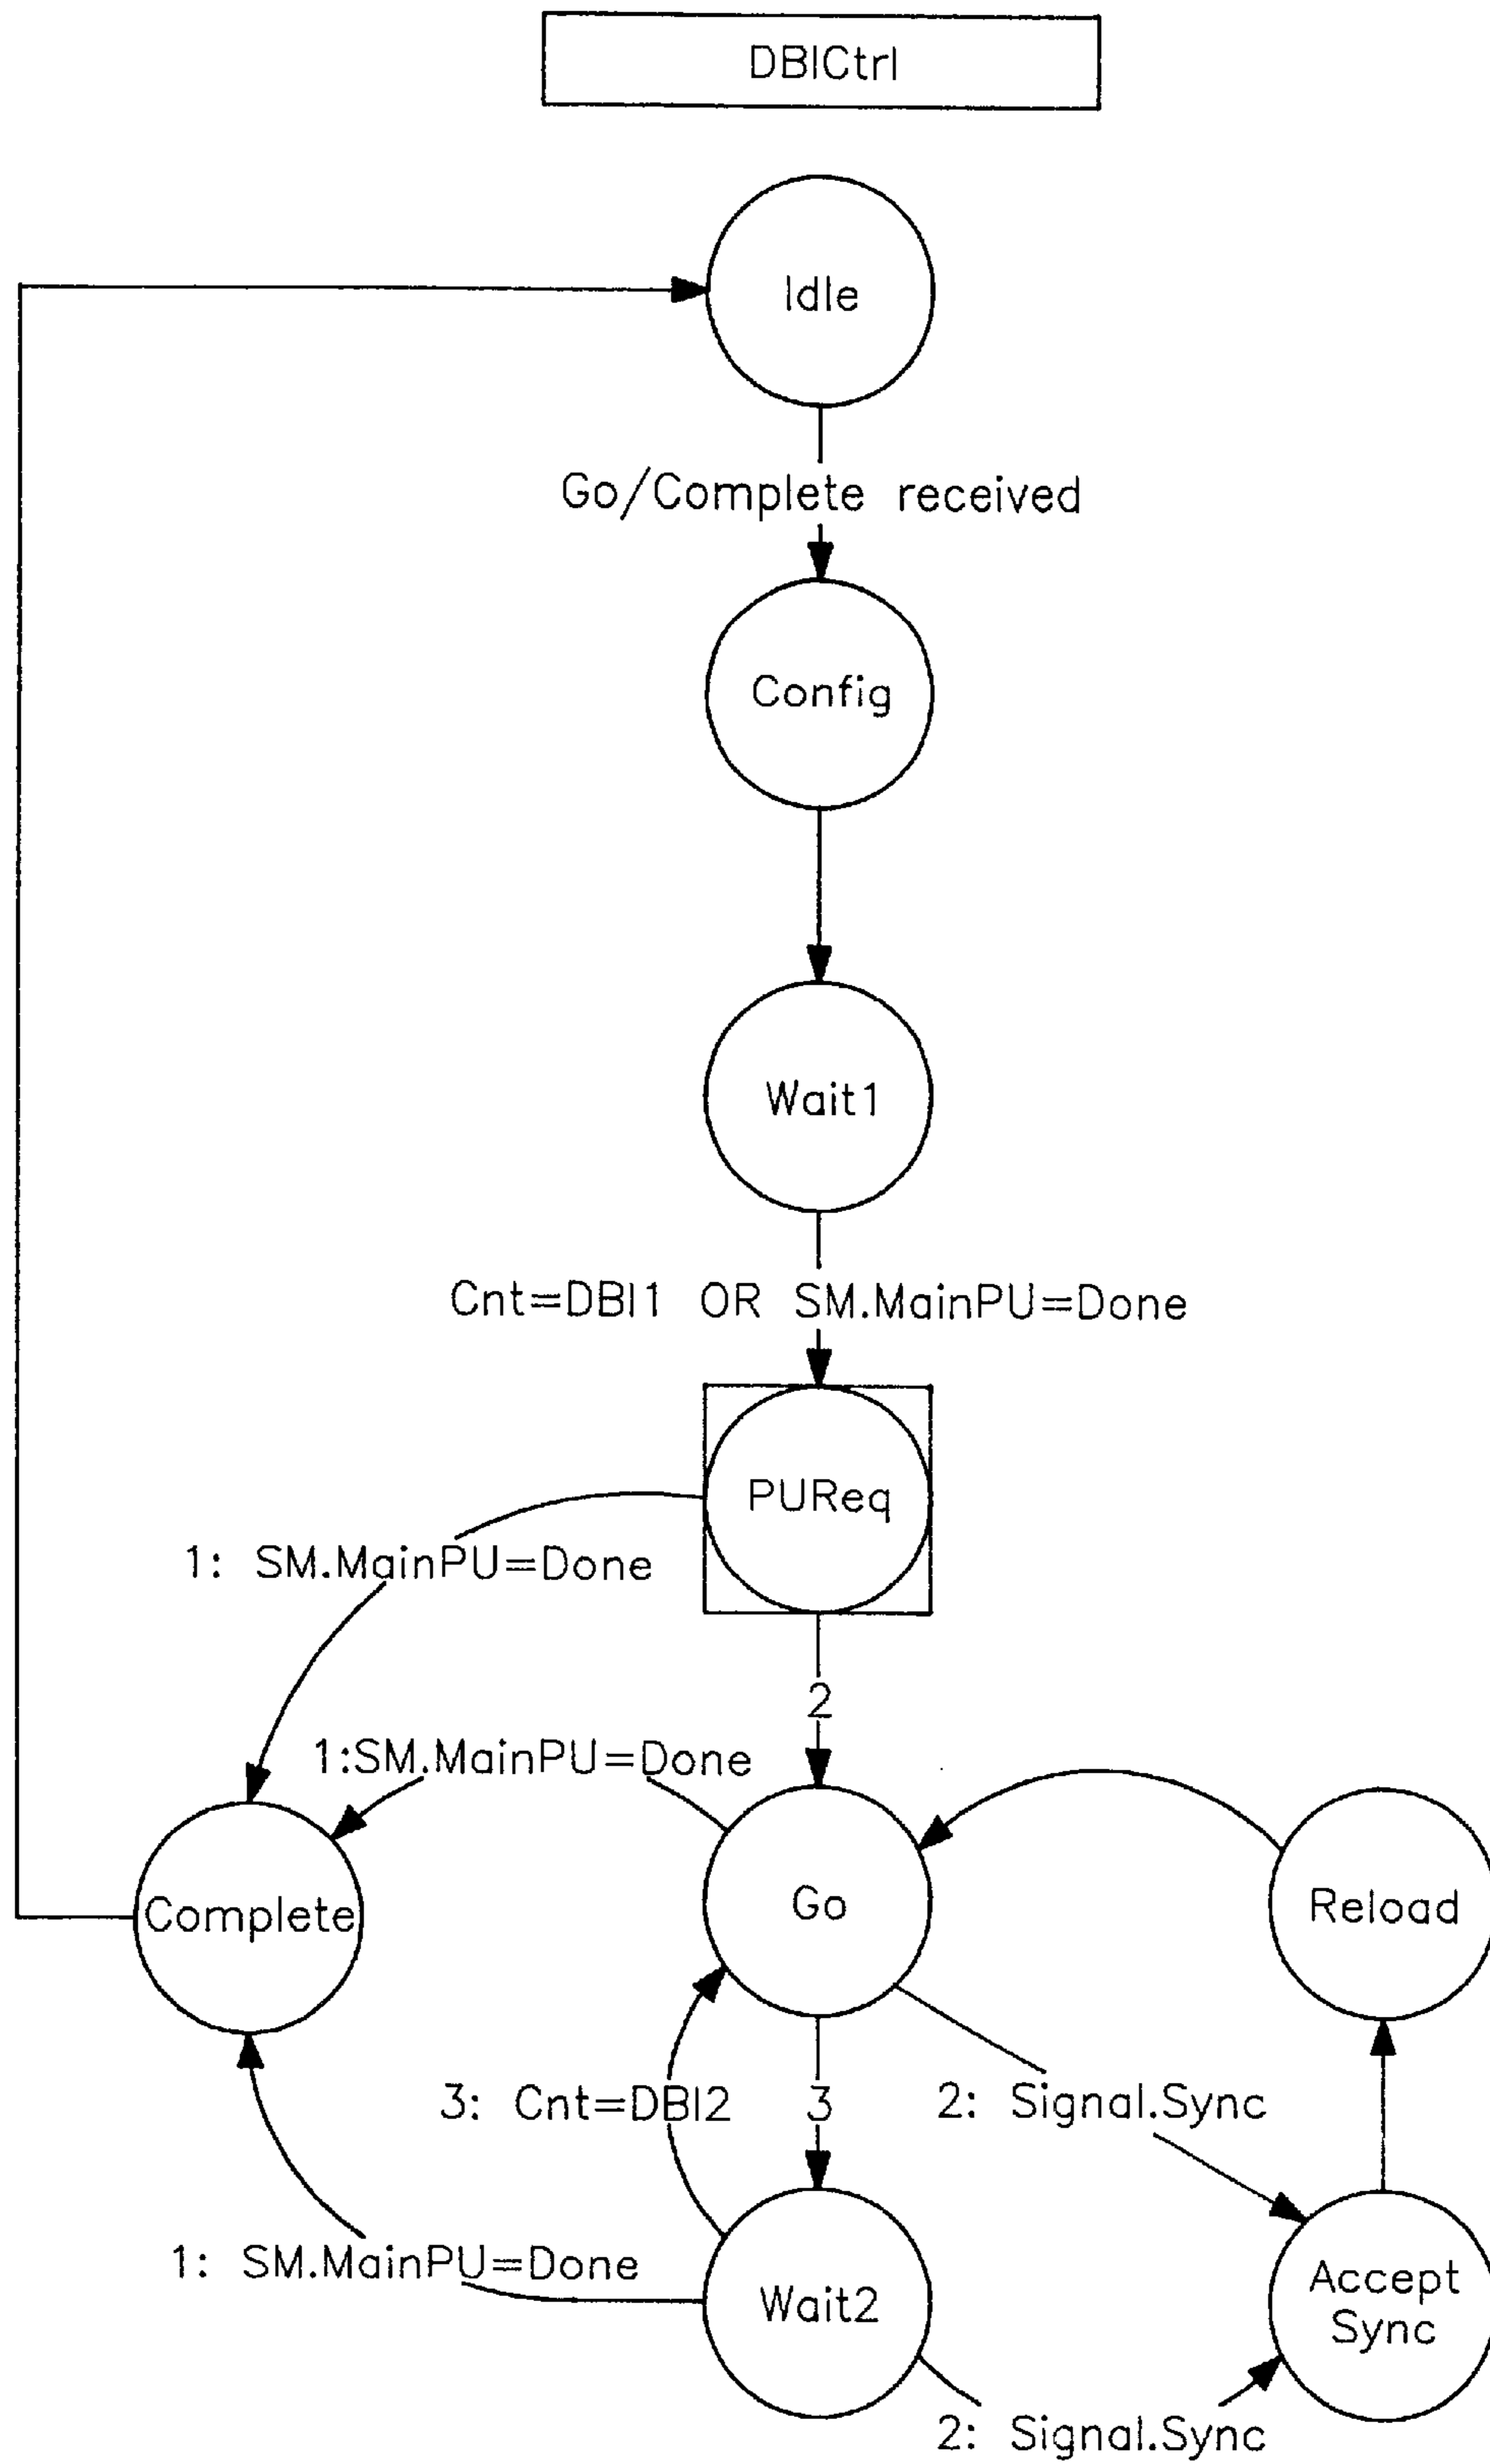 DBICtrl
Idle
Go/Complete received
Config
Wait1
Cnt=DBI1 OR SM.MainPU=Done
PUReq
1: SM.MainPU=Done
2
1:SM.MainPU=Done
Complete
Go
Reload
3: Cnt=DBI2
3
2: Signal.Sync
1: SM.MainPU=Done
Wait2
Accept
Sync
2: Signal.Sync